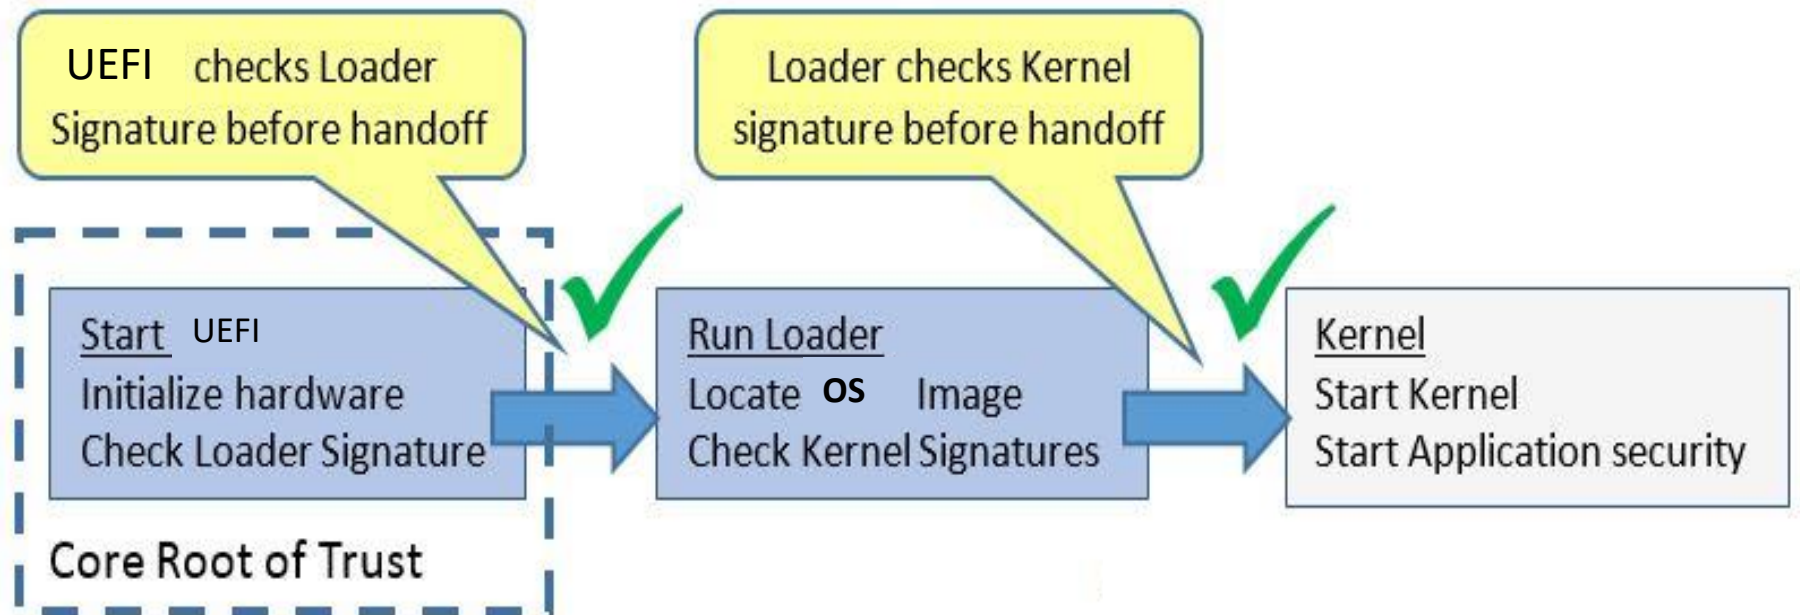 UEFI checks Loader
Signature before handoff
Loader checks Kernel
signature before handoff
Start UEFI
Initialize hardware
Check Loader Signature
Core Root of Trust
Run Loader
Locate OS Image
Check Kernel Signatures
Kernel
Start Kernel
Start Application security